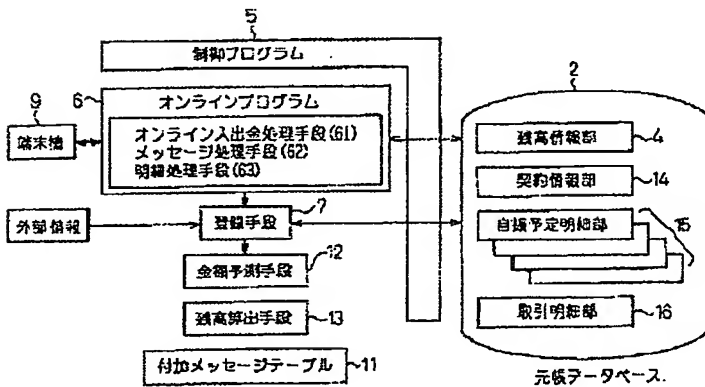 5
制御プログラム
2
6
オンラインプログラム
9
端末機
オンライン入出金処理手段(61)
メッセージ処理手段(62)
明細処理手段(63)
残高情報部
4
契約情報部
14
7
外部情報
登録手段
自振予定明細部
15
金額予測手段
12
残高算出手段
13
取引明細部
16
付加メッセージテーブル
11
元帳データベース